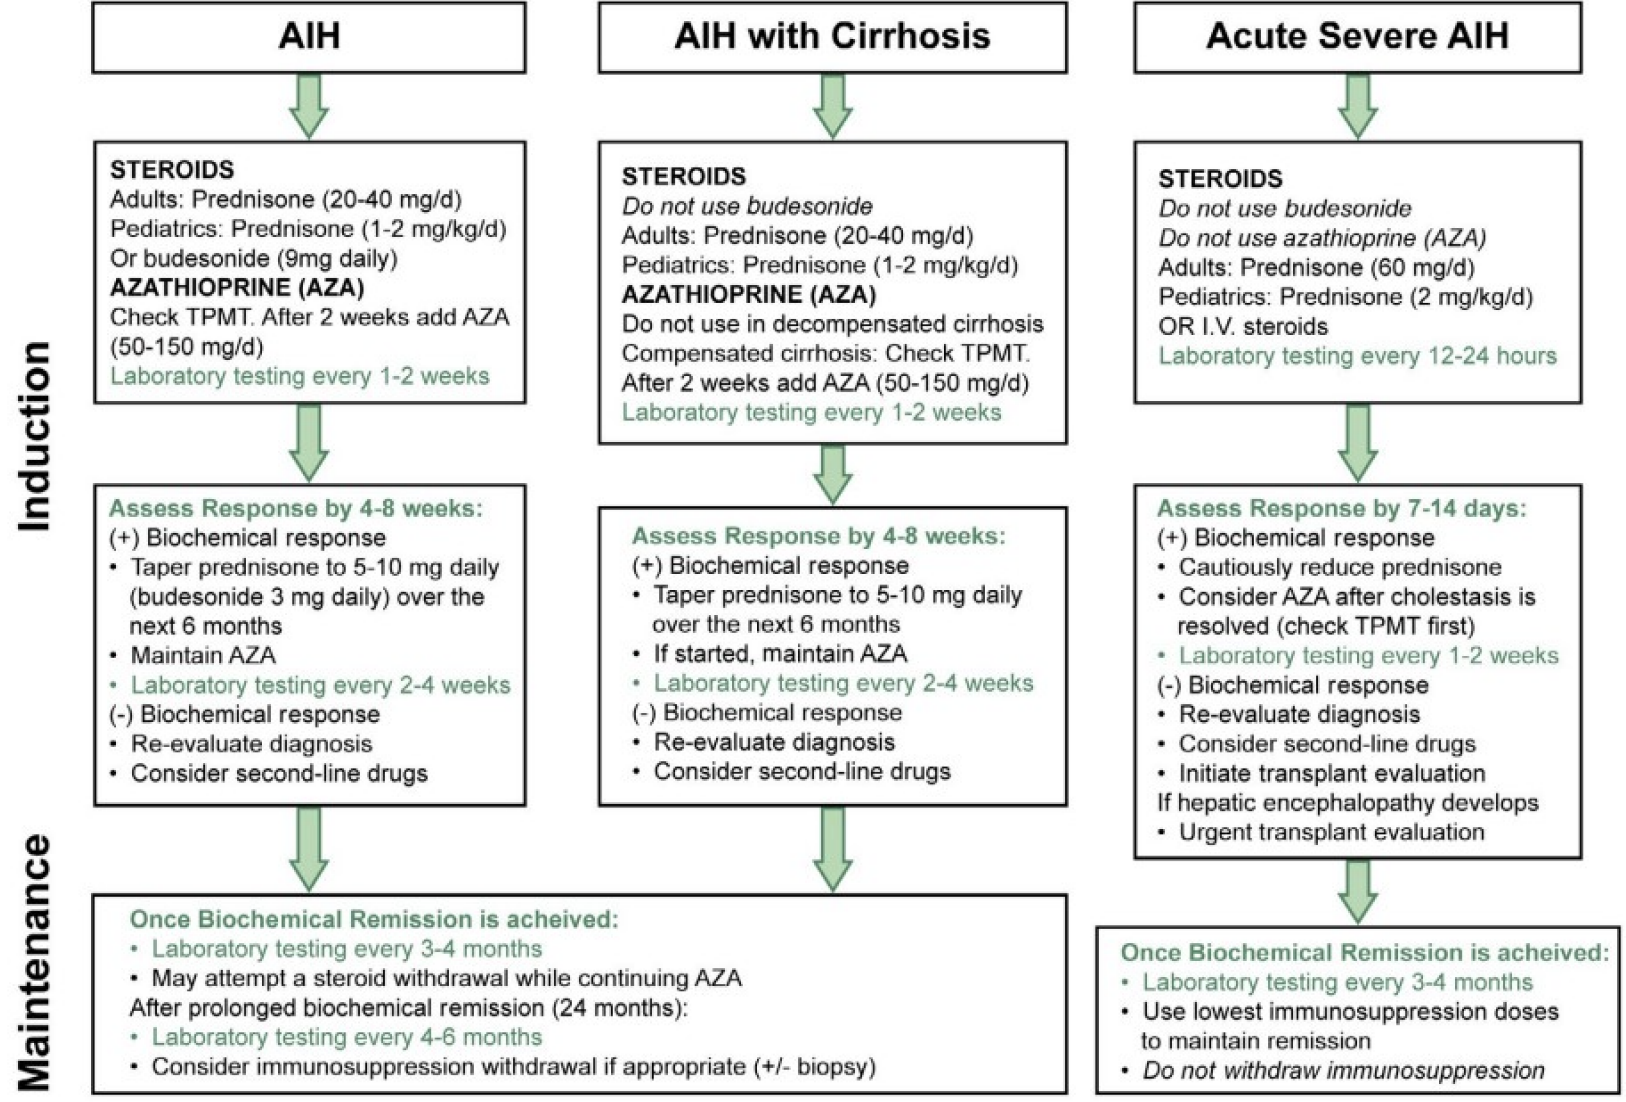 AIH
STEROIDS
Adults: Prednisone (20-40 mg/d)
Pediatrics: Prednisone (1-2 mg/kg/d)
Or budesonide (9mg daily)
AZATHIOPRINE (AZA)
Check TPMT. After 2 weeks add AZA
(50-150 mg/d)
Laboratory testing every 1-2 weeks
Assess Response by 4-8 weeks:
(+) Biochemical response
• Taper prednisone to 5-10 mg daily
(budesonide 3 mg daily) over the
next 6 months
• Maintain AZA
• Laboratory testing every 2-4 weeks
(-) Biochemical response
• Re-evaluate diagnosis
• Consider second-line drugs
AIH with Cirrhosis
STEROIDS
Do not use budesonide
Adults: Prednisone (20-40 mg/d)
Pediatrics: Prednisone (1-2 mg/kg/d)
AZATHIOPRINE (AZA)
Do not use in decompensated cirrhosis
Compensated cirrhosis: Check TPMT.
After 2 weeks add AZA (50-150 mg/d)
Laboratory testing every 1-2 weeks
Assess Response by 4-8 weeks:
(+) Biochemical response
• Taper prednisone to 5-10 mg daily
over the next 6 months
• If started, maintain AZA
• Laboratory testing every 2-4 weeks
(-) Biochemical response
• Re-evaluate diagnosis
• Consider second-line drugs
Acute Severe AIH
STEROIDS
Do not use budesonide
Do not use azathioprine (AZA)
Adults: Prednisone (60 mg/d)
Pediatrics: Prednisone (2 mg/kg/d)
OR I.V. steroids
Laboratory testing every 12-24 hours
Assess Response by 7-14 days:
(+) Biochemical response
• Cautiously reduce prednisone
• Consider AZA after cholestasis is
resolved (check TPMT first)
• Laboratory testing every 1-2 weeks
(-) Biochemical response
• Re-evaluate diagnosis
• Consider second-line drugs
• Initiate transplant evaluation
If hepatic encephalopathy develops
• Urgent transplant evaluation
Induction
Maintenance
Once Biochemical Remission is acheived:
• Laboratory testing every 3-4 months
• May attempt a steroid withdrawal while continuing AZA
After prolonged biochemical remission (24 months):
• Laboratory testing every 4-6 months
• Consider immunosuppression withdrawal if appropriate (+/- biopsy)
Once Biochemical Remission is acheived:
• Laboratory testing every 3-4 months
• Use lowest immunosuppression doses
to maintain remission
• Do not withdraw immunosuppression